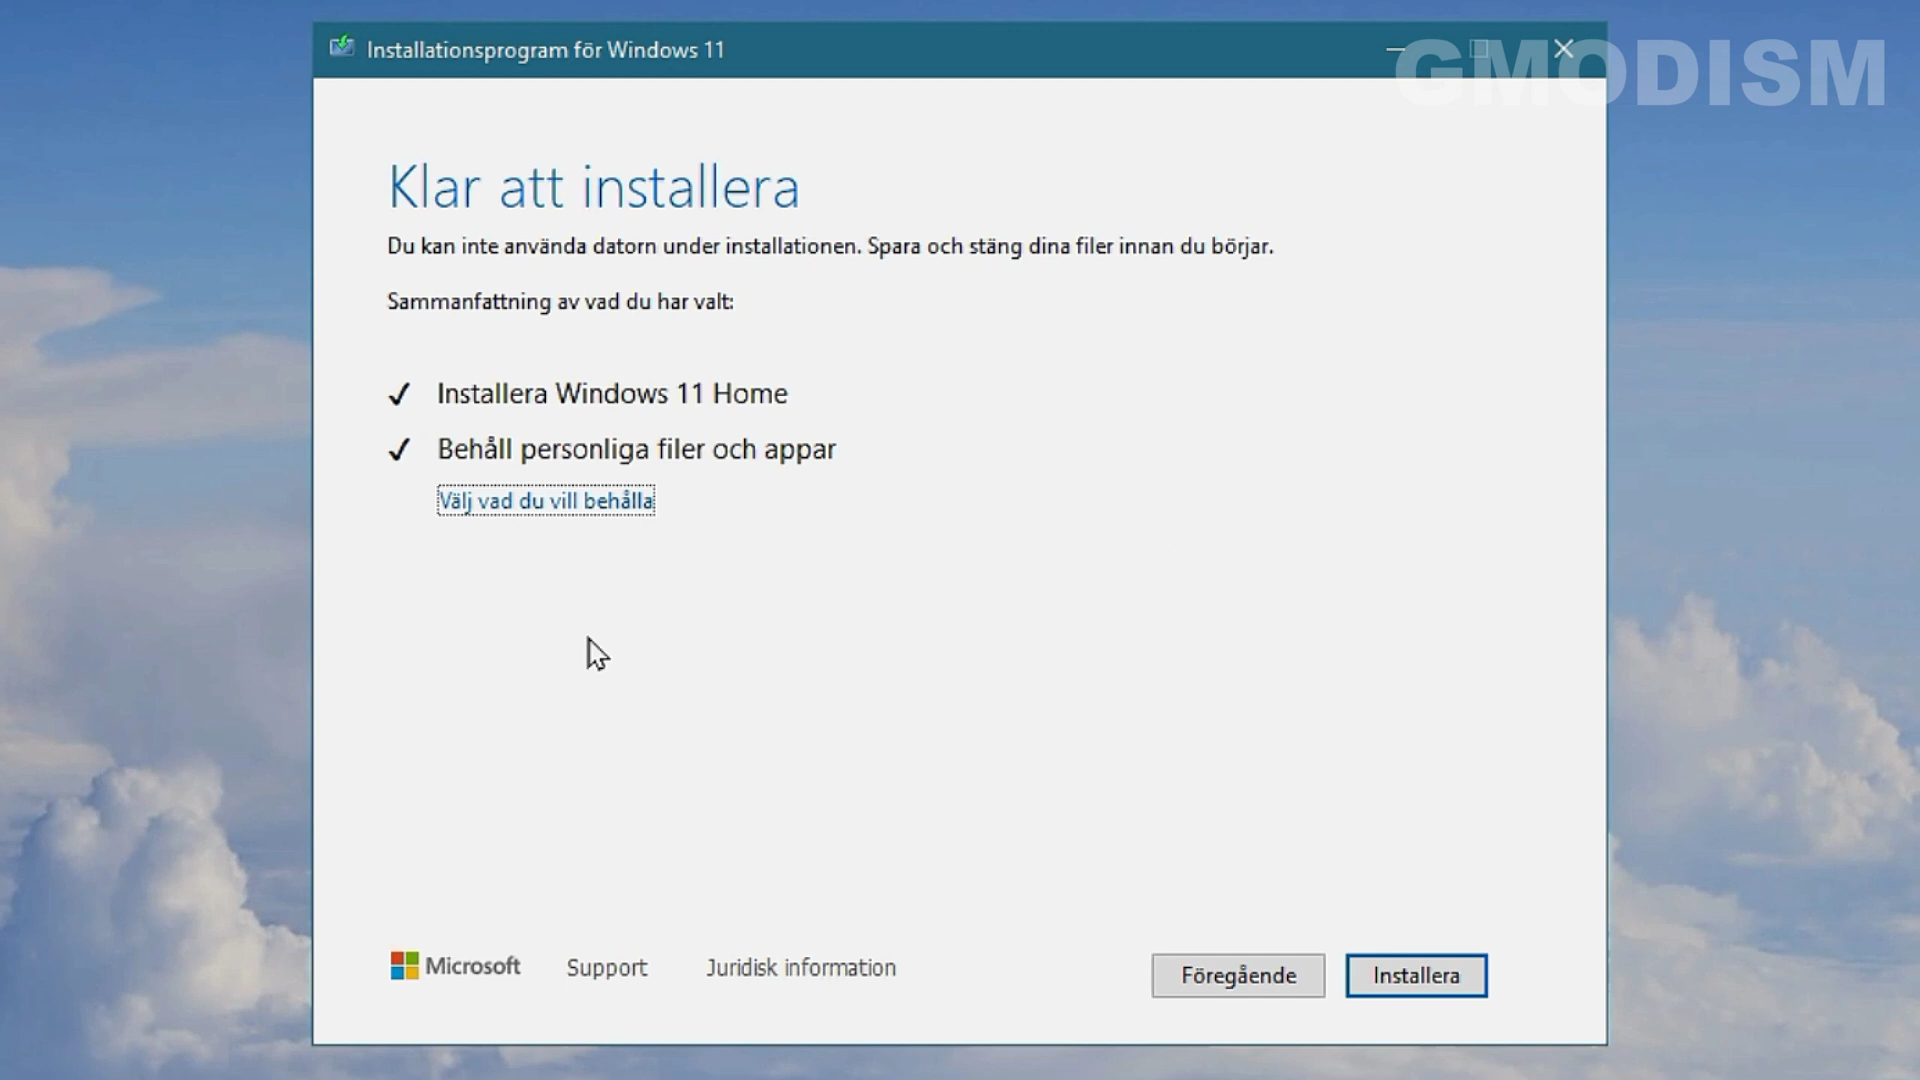 Installationsprogram för Windows 11
GMODISM
Klar att installera
Du kan inte använda datorn under installationen. Spara och stäng dina filer innan du börjar.
Sammanfattning av vad du har valt:
Installera Windows 11 Home
Behåll personliga filer och appar
Välj vad du vill behålla
Microsoft
Support
Juridisk information
Föregående
Installera